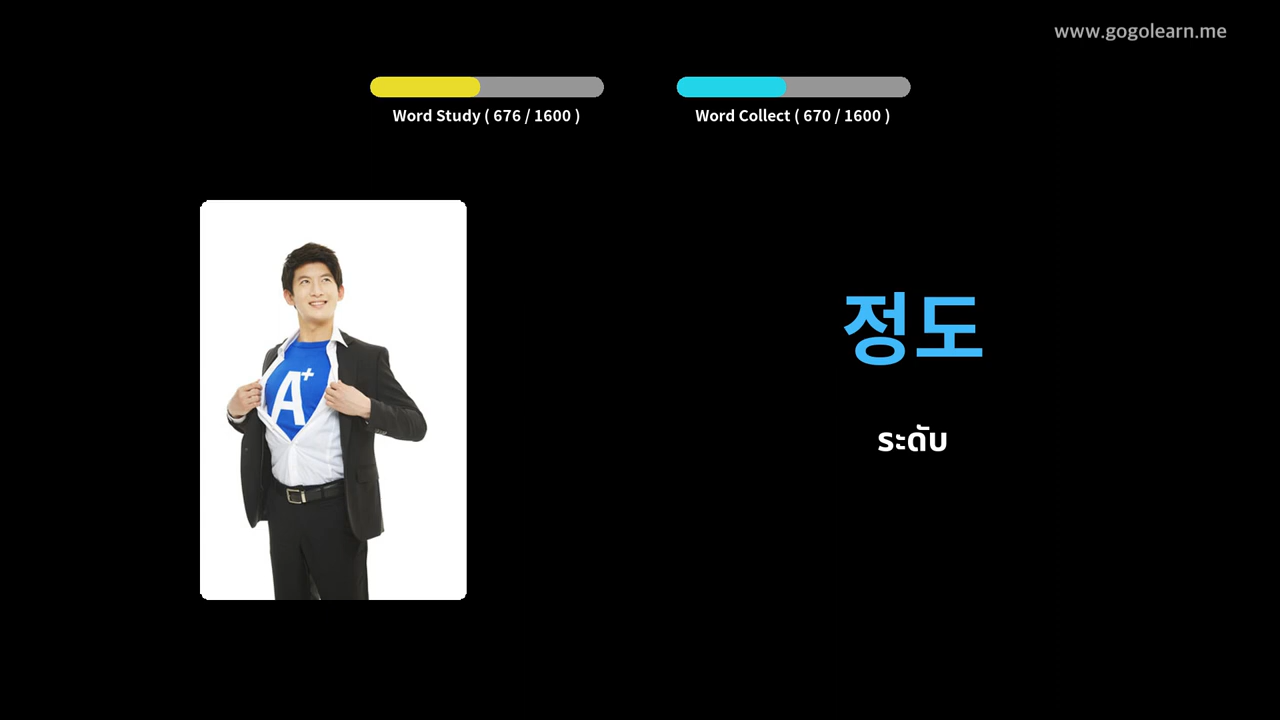 www.gogolearn.me
Word Study ( 676 / 1600 )
Word Collect ( 670 / 1600 )
A+
정도
ระดับ